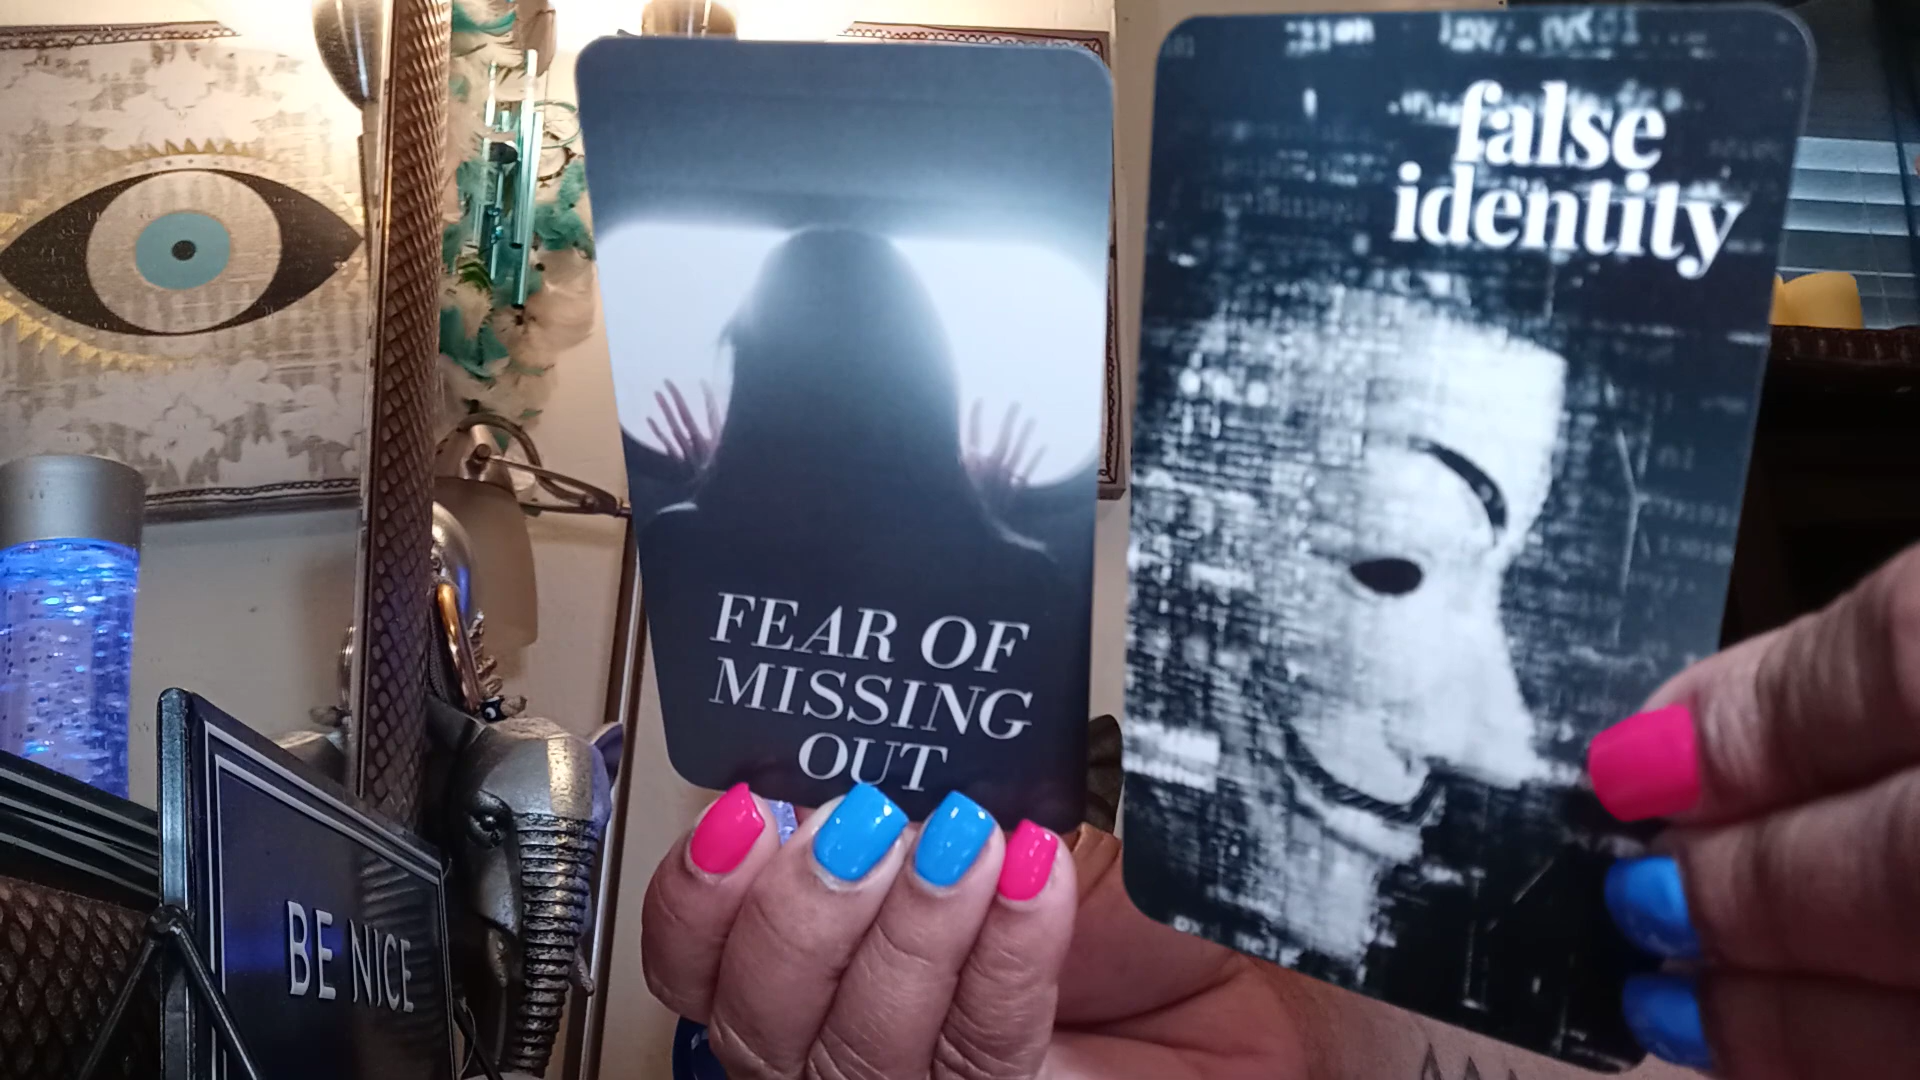 FEAR OF
MISSING
OUT
false
identity
BE NICE